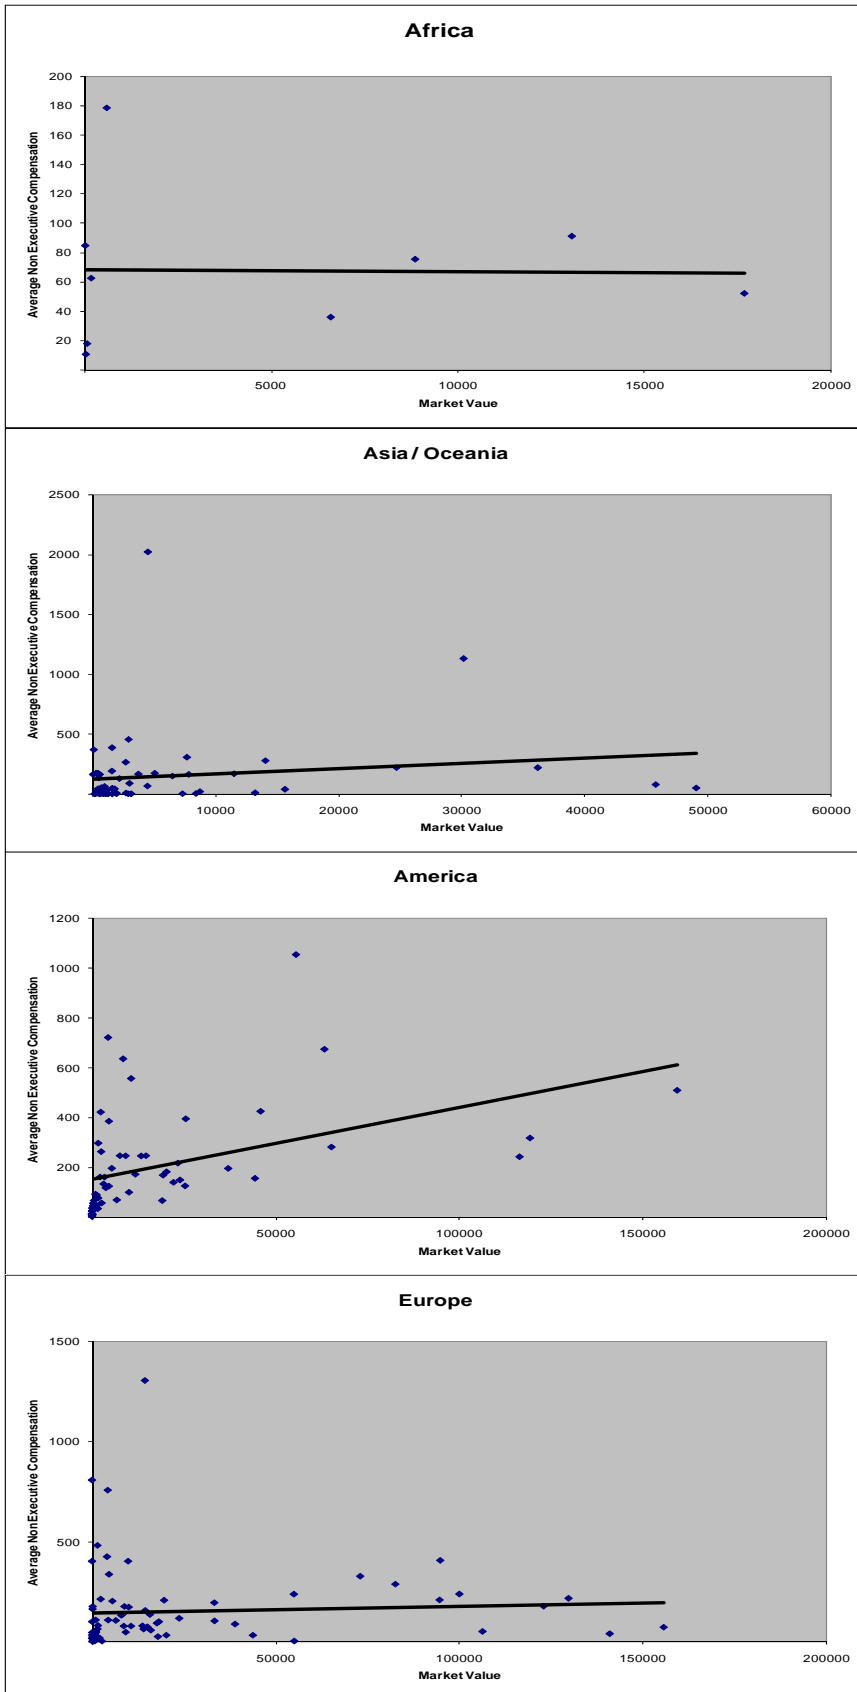 Africa
Average Non Executive Compensation
200
180
160
140
120
100
80
60
40
20
5000 10000 15000 20000
Market Vaue
Asia / Oceania
Average Non Executive Compensation
2500
2000
1500
1000
500
10000 20000 30000 40000 50000 60000
Market Value
America
Average Non Executive Compensation
1200
1000
800
600
400
200
50000 100000 150000 200000
Market Value
Europe
Average Non Executive Compensation
1500
1000
500
50000 100000 150000 200000
Market Value